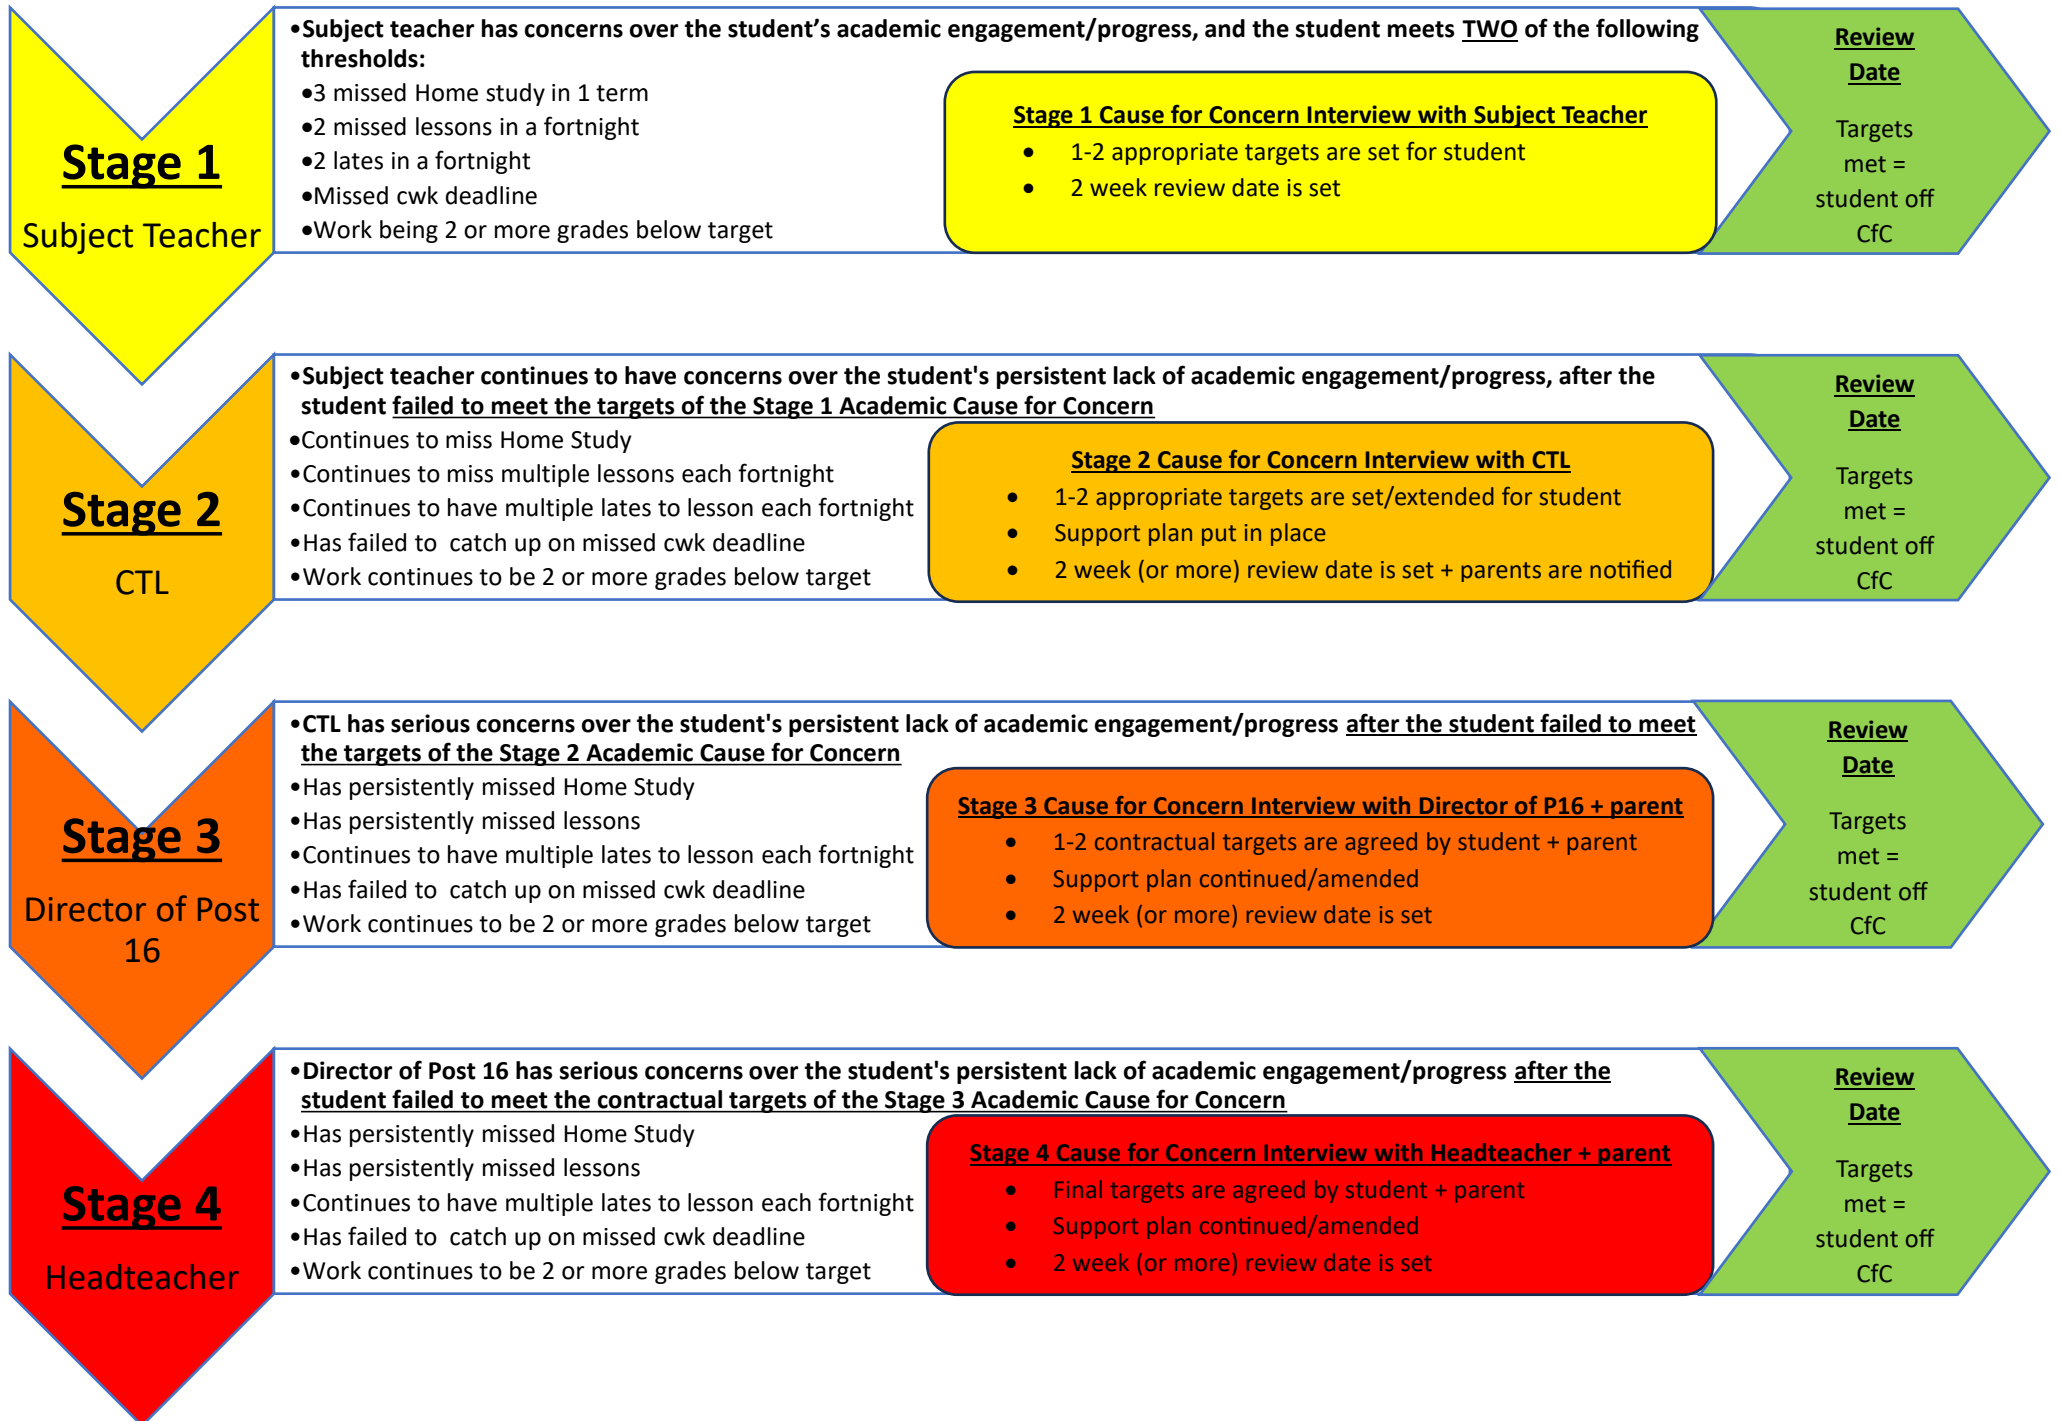 Stage 1
Subject Teacher
•Subject teacher has concerns over the student’s academic engagement/progress, and the student meets TWO of the following
thresholds:
•3 missed Home study in 1 term
•2 missed lessons in a fortnight
•2 lates in a fortnight
•Missed cwk deadline
•Work being 2 or more grades below target
Stage 1 Cause for Concern Interview with Subject Teacher
• 1-2 appropriate targets are set for student
• 2 week review date is set
Review
Date
Targets
met =
student off
CfC
Stage 2
CTL
•Subject teacher continues to have concerns over the student's persistent lack of academic engagement/progress, after the
student failed to meet the targets of the Stage 1 Academic Cause for Concern
•Continues to miss Home Study
•Continues to miss multiple lessons each fortnight
•Continues to have multiple lates to lesson each fortnight
•Has failed to  catch up on missed cwk deadline
•Work continues to be 2 or more grades below target
Stage 2 Cause for Concern Interview with CTL
• 1-2 appropriate targets are set/extended for student
• Support plan put in place
• 2 week (or more) review date is set + parents are notified
Review
Date
Targets
met =
student off
CfC
Stage 3
Director of Post
16
•CTL has serious concerns over the student's persistent lack of academic engagement/progress after the student failed to meet
the targets of the Stage 2 Academic Cause for Concern
•Has persistently missed Home Study
•Has persistently missed lessons
•Continues to have multiple lates to lesson each fortnight
•Has failed to  catch up on missed cwk deadline
•Work continues to be 2 or more grades below target
Stage 3 Cause for Concern Interview with Director of P16 + parent
• 1-2 contractual targets are agreed by student + parent
• Support plan continued/amended
• 2 week (or more) review date is set
Review
Date
Targets
met =
student off
CfC
Stage 4
Headteacher
•Director of Post 16 has serious concerns over the student's persistent lack of academic engagement/progress after the
student failed to meet the contractual targets of the Stage 3 Academic Cause for Concern
•Has persistently missed Home Study
•Has persistently missed lessons
•Continues to have multiple lates to lesson each fortnight
•Has failed to  catch up on missed cwk deadline
•Work continues to be 2 or more grades below target
Stage 4 Cause for Concern Interview with Headteacher + parent
• Final targets are agreed by student + parent
• Support plan continued/amended
• 2 week (or more) review date is set
Review
Date
Targets
met =
student off
CfC